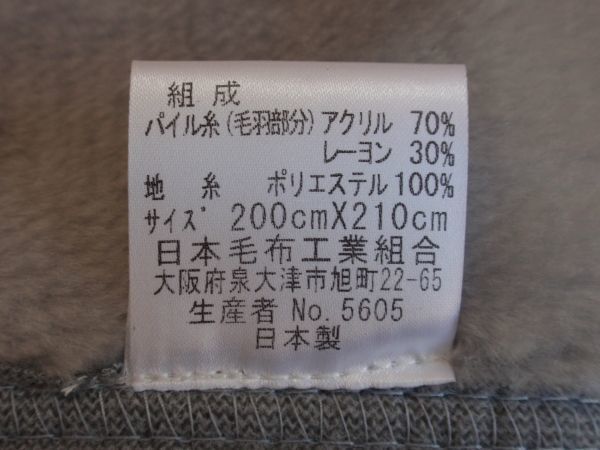 組成
パイル糸(毛羽部分)アクリル 70%
レーヨン 30%
地 糸 ポリエステル100%
サイズ 200cmX210cm
日本毛布工業組合
大阪府泉大津市旭町22-65
生産者 No.5605
日本製